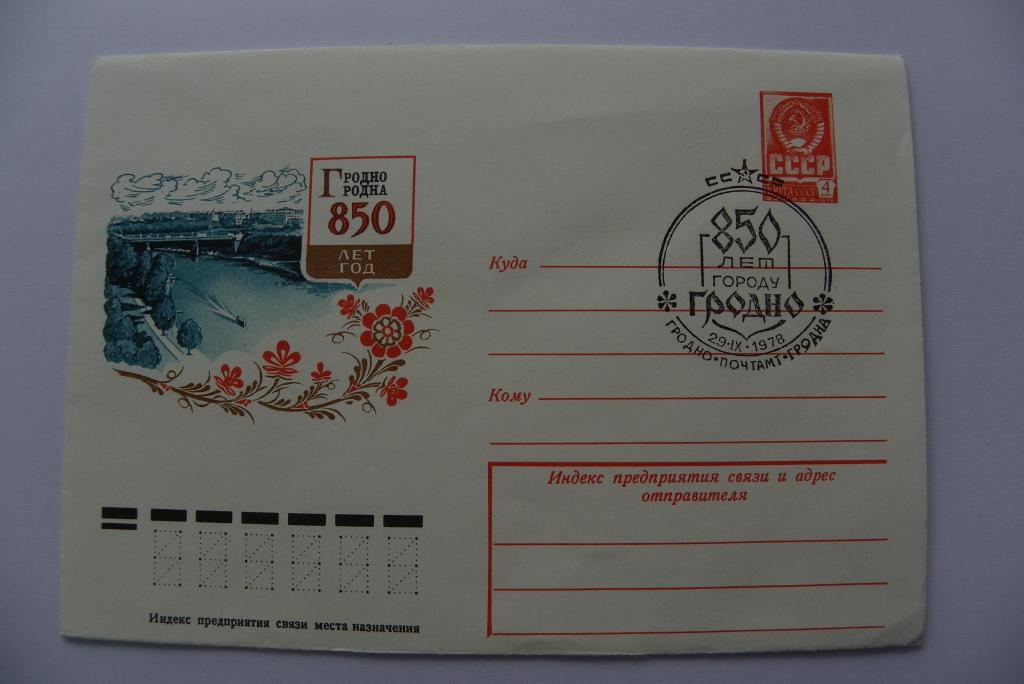 Гродно
Гродна
850
ЛЕТ
ГОД
СССР
ПОЧТА СССР 4
СССР
850
ЛЕТ
ГОРОДУ
ГРОДНО
29·IX·1978
ГРОДНО·ПОЧТАМТ·ГРОДНА
Куда
Кому
Индекс предприятия связи и адрес
отправителя
Индекс предприятия связи места назначения